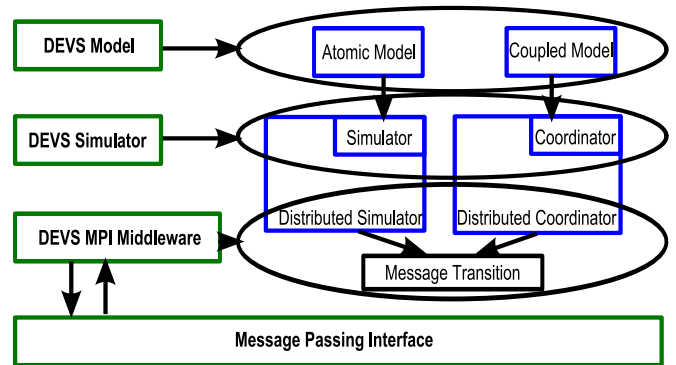 DEVS Model
Atomic Model
Coupled Model
DEVS Simulator
Simulator
Coordinator
DEVS MPI Middleware
Distributed Simulator
Distributed Coordinator
Message Transition
Message Passing Interface